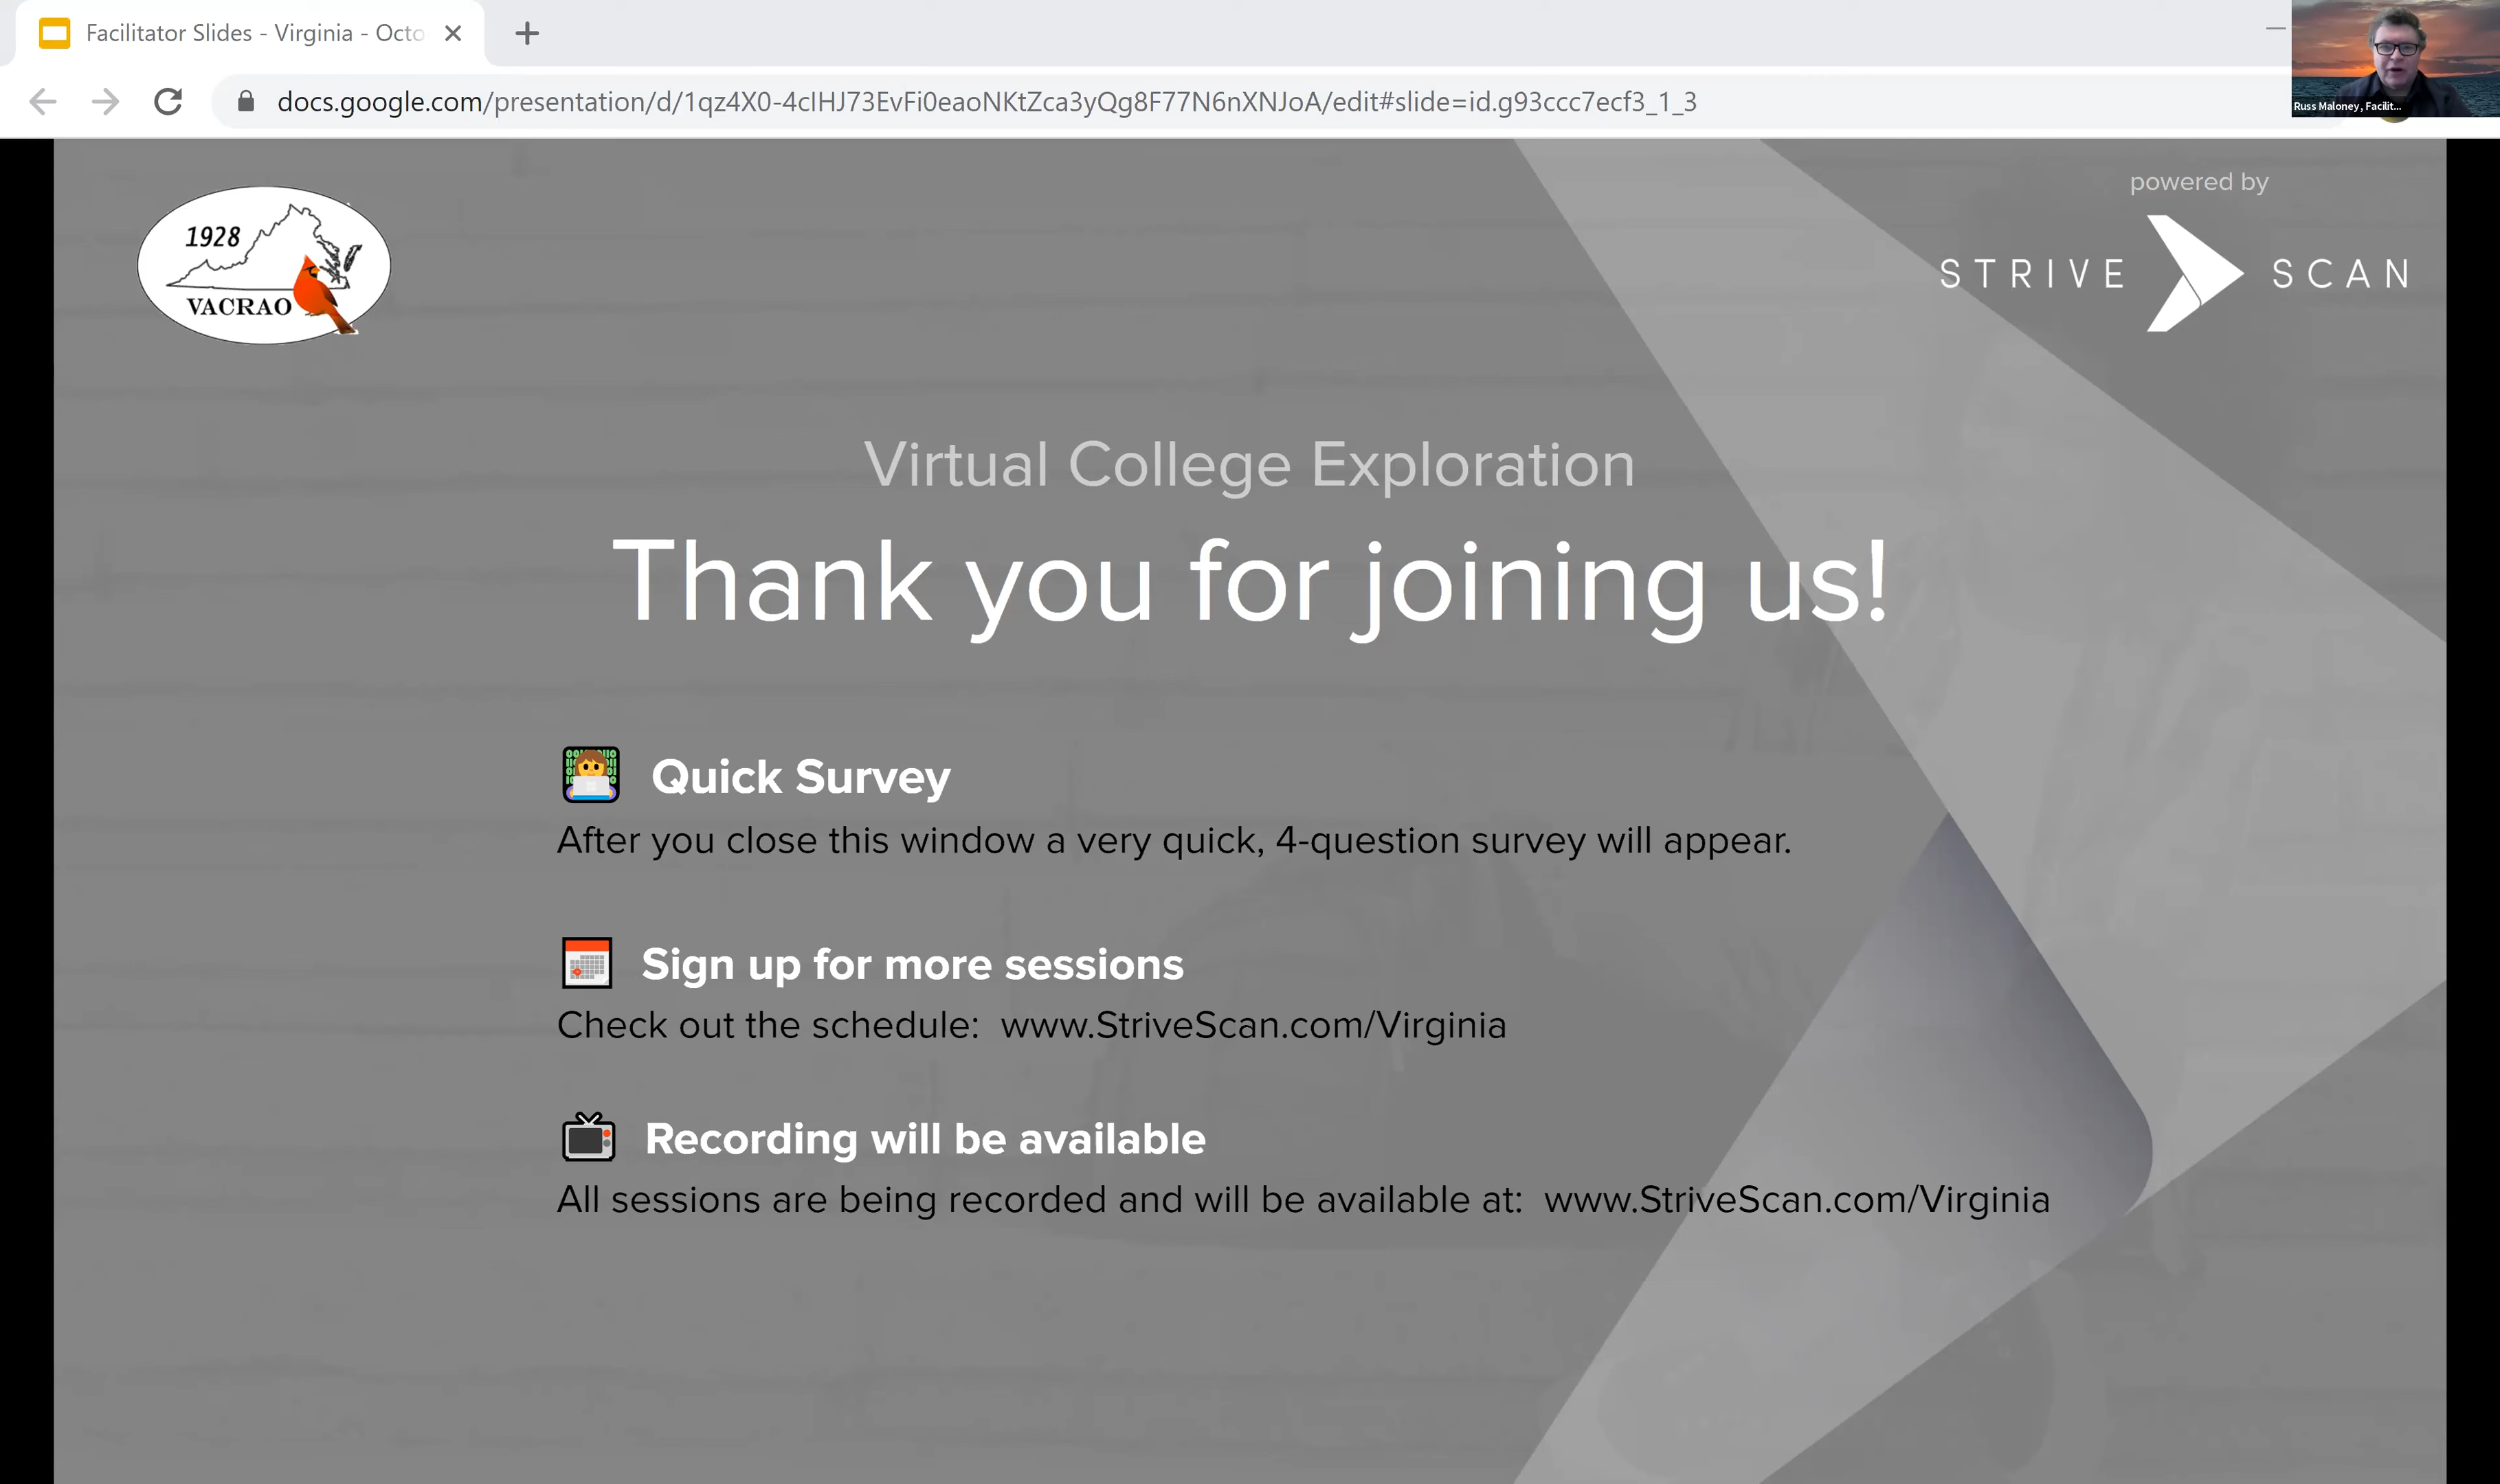 Facilitator Slides - Virginia - Octo
docs.google.com/presentation/d/1qz4X0-4cIHJ73EvFi0eaoNKtZca3yQg8F77N6nXNJoA/edit#slide=id.g93ccc7ecf3_1_3
Russ Maloney, Facilit...
1928
VACRAO
powered by
STRIVE SCAN
Virtual College Exploration
Thank you for joining us!
Quick Survey
After you close this window a very quick, 4-question survey will appear.
Sign up for more sessions
Check out the schedule: www.StriveScan.com/Virginia
Recording will be available
All sessions are being recorded and will be available at: www.StriveScan.com/Virginia